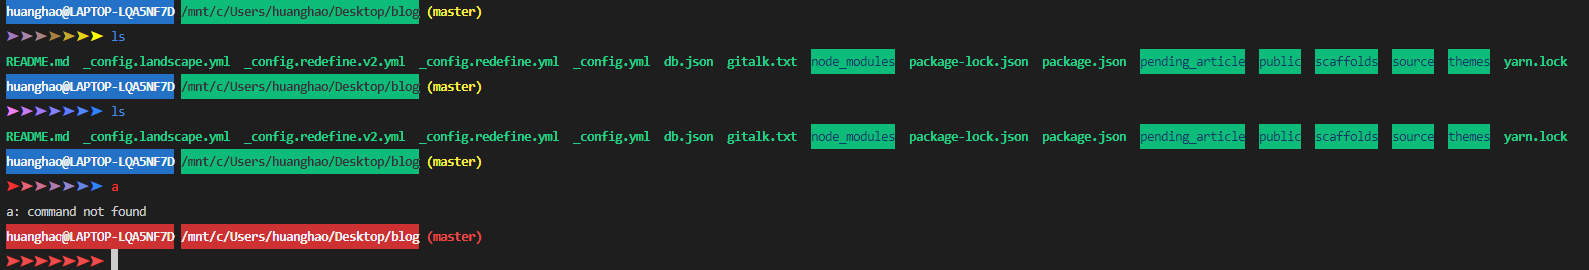 huanghao@LAPTOP-LQA5NF7D /mnt/c/Users/huanghao/Desktop/blog (master)
➤➤➤➤➤➤➤ ls
README.md _config.landscape.yml _config.redefine.v2.yml _config.redefine.yml _config.yml db.json gitalk.txt node_modules package-lock.json package.json pending_article public scaffolds source themes yarn.lock
huanghao@LAPTOP-LQA5NF7D /mnt/c/Users/huanghao/Desktop/blog (master)
➤➤➤➤➤➤➤ ls
README.md _config.landscape.yml _config.redefine.v2.yml _config.redefine.yml _config.yml db.json gitalk.txt node_modules package-lock.json package.json pending_article public scaffolds source themes yarn.lock
huanghao@LAPTOP-LQA5NF7D /mnt/c/Users/huanghao/Desktop/blog (master)
➤➤➤➤➤➤➤ a
a: command not found
huanghao@LAPTOP-LQA5NF7D /mnt/c/Users/huanghao/Desktop/blog (master)
➤➤➤➤➤➤➤